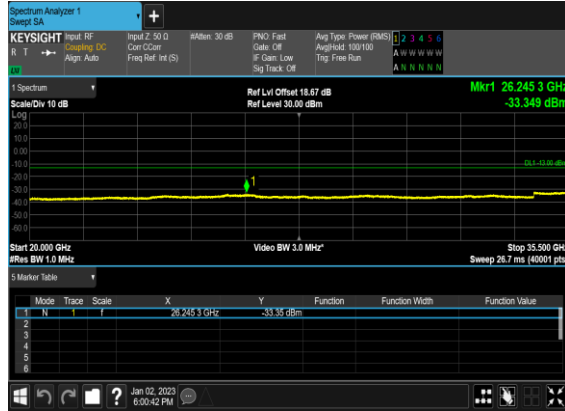 Spectrum Analyzer 1
Swept SA
+
KEYSIGHT Input: RF Input Z: 50 Ω #Atten: 30 dB PNO: Fast Avg Type: Power (RMS) 1 2 3 4 5 6
R T Coupling: DC Corr CCorr Gate: Off Avg|Hold: 100/100 A W W W W W
Align: Auto Freq Ref: Int (S) IF Gain: Low Trig: Free Run
Sig Track: Off A N N N N N
1 Spectrum Ref Lvl Offset 18.67 dB Mkr1 26.245 3 GHz
Scale/Div 10 dB Ref Level 30.00 dBm -33.349 dBm
Log
20.0
10.0
0.00
-10.0
DL1 -13.00 dBm
-20.0
1
-30.0
-40.0
-50.0
-60.0
Start 20.000 GHz Video BW 3.0 MHz* Stop 35.500 GHz
#Res BW 1.0 MHz Sweep 26.7 ms (40001 pts)
5 Marker Table
Mode Trace Scale X Y Function Function Width Function Value
1 N 1 f 26.245 3 GHz -33.35 dBm
2
3
4
5
6
? Jan 02, 2023
6:00:42 PM